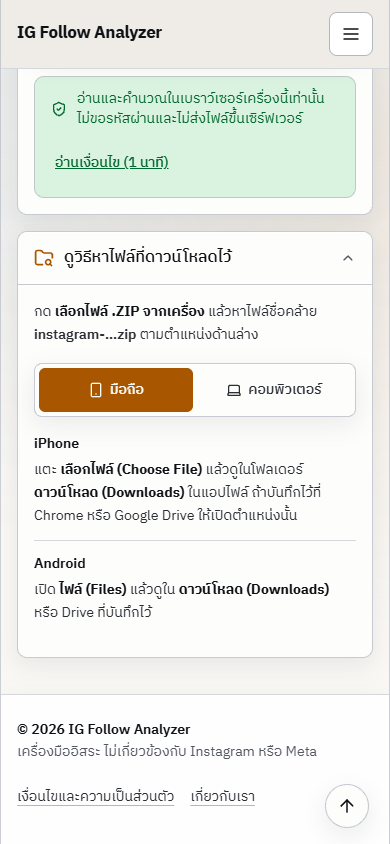 IG Follow Analyzer
อ่านและคำนวณในเบราว์เซอร์เครื่องนี้เท่านั้น
ไม่ขอรหัสผ่านและไม่ส่งไฟล์ขึ้นเซิร์ฟเวอร์
อ่านเงื่อนไข (1 นาที)
ดูวิธีหาไฟล์ที่ดาวน์โหลดไว้
กด เลือกไฟล์ .ZIP จากเครื่อง แล้วหาไฟล์ชื่อคล้าย
instagram-...zip ตามตำแหน่งด้านล่าง
มือถือ
คอมพิวเตอร์
iPhone
แตะ เลือกไฟล์ (Choose File) แล้วดูในโฟลเดอร์
ดาวน์โหลด (Downloads) ในแอปไฟล์ ถ้าบันทึกไว้ที่
Chrome หรือ Google Drive ให้เปิดตำแหน่งนั้น
Android
เปิด ไฟล์ (Files) แล้วดูใน ดาวน์โหลด (Downloads)
หรือ Drive ที่บันทึกไว้
© 2026 IG Follow Analyzer
เครื่องมืออิสระ ไม่เกี่ยวข้องกับ Instagram หรือ Meta
เงื่อนไขและความเป็นส่วนตัว เกี่ยวกับเรา